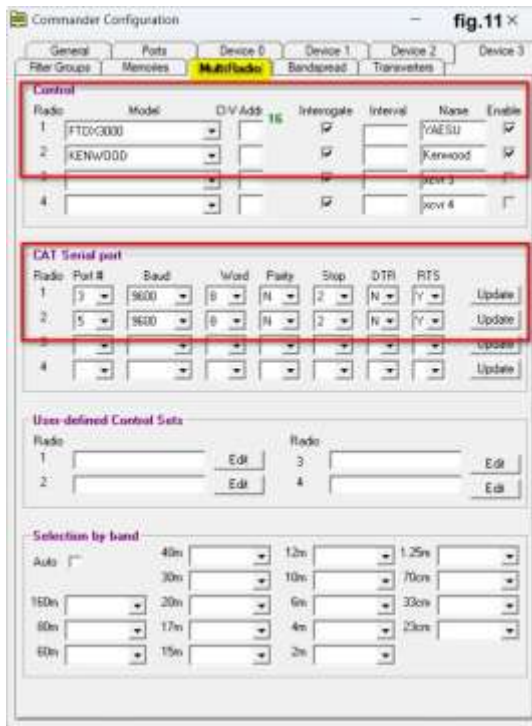 Commander Configuration
fig.11
General Ports Device 0 Device 1 Device 2 Device 3
Filter Groups Memories MultiRadio Bandspread Transverters
Control
Radio Model CI-V Addr 16 Interrogate Interval Name Enable
1 FTDX3000 YAESU
2 KENWOOD Kenwood
3 xcvr 3
4 xcvr 4
CAT Serial port
Radio Port # Baud Word Parity Stop DTR RTS
1 3 9600 8 N 2 N Y Update
2 5 9600 8 N 2 N Y Update
3 Update
4 Update
User-defined Control Sets
Radio Radio
1 Edit 3 Edit
2 Edit 4 Edit
Selection by band
Auto 40m 12m 1.25m
30m 10m 70cm
160m 20m 6m 33cm
80m 17m 4m 23cm
60m 15m 2m